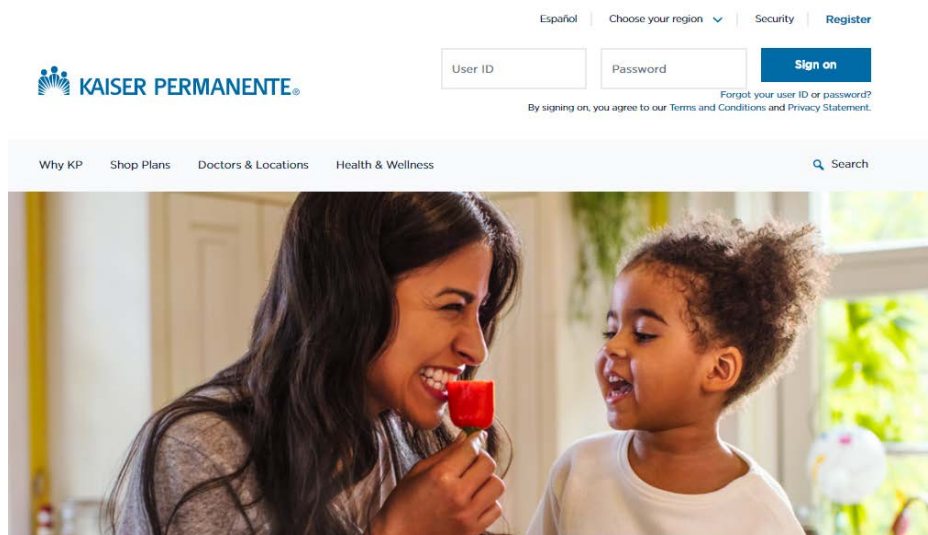 Español Choose your region Security Register
KAISER PERMANENTE®
User ID Password Sign on
Forgot your user ID or password?
By signing on, you agree to our Terms and Conditions and Privacy Statement.
Why KP Shop Plans Doctors & Locations Health & Wellness Search